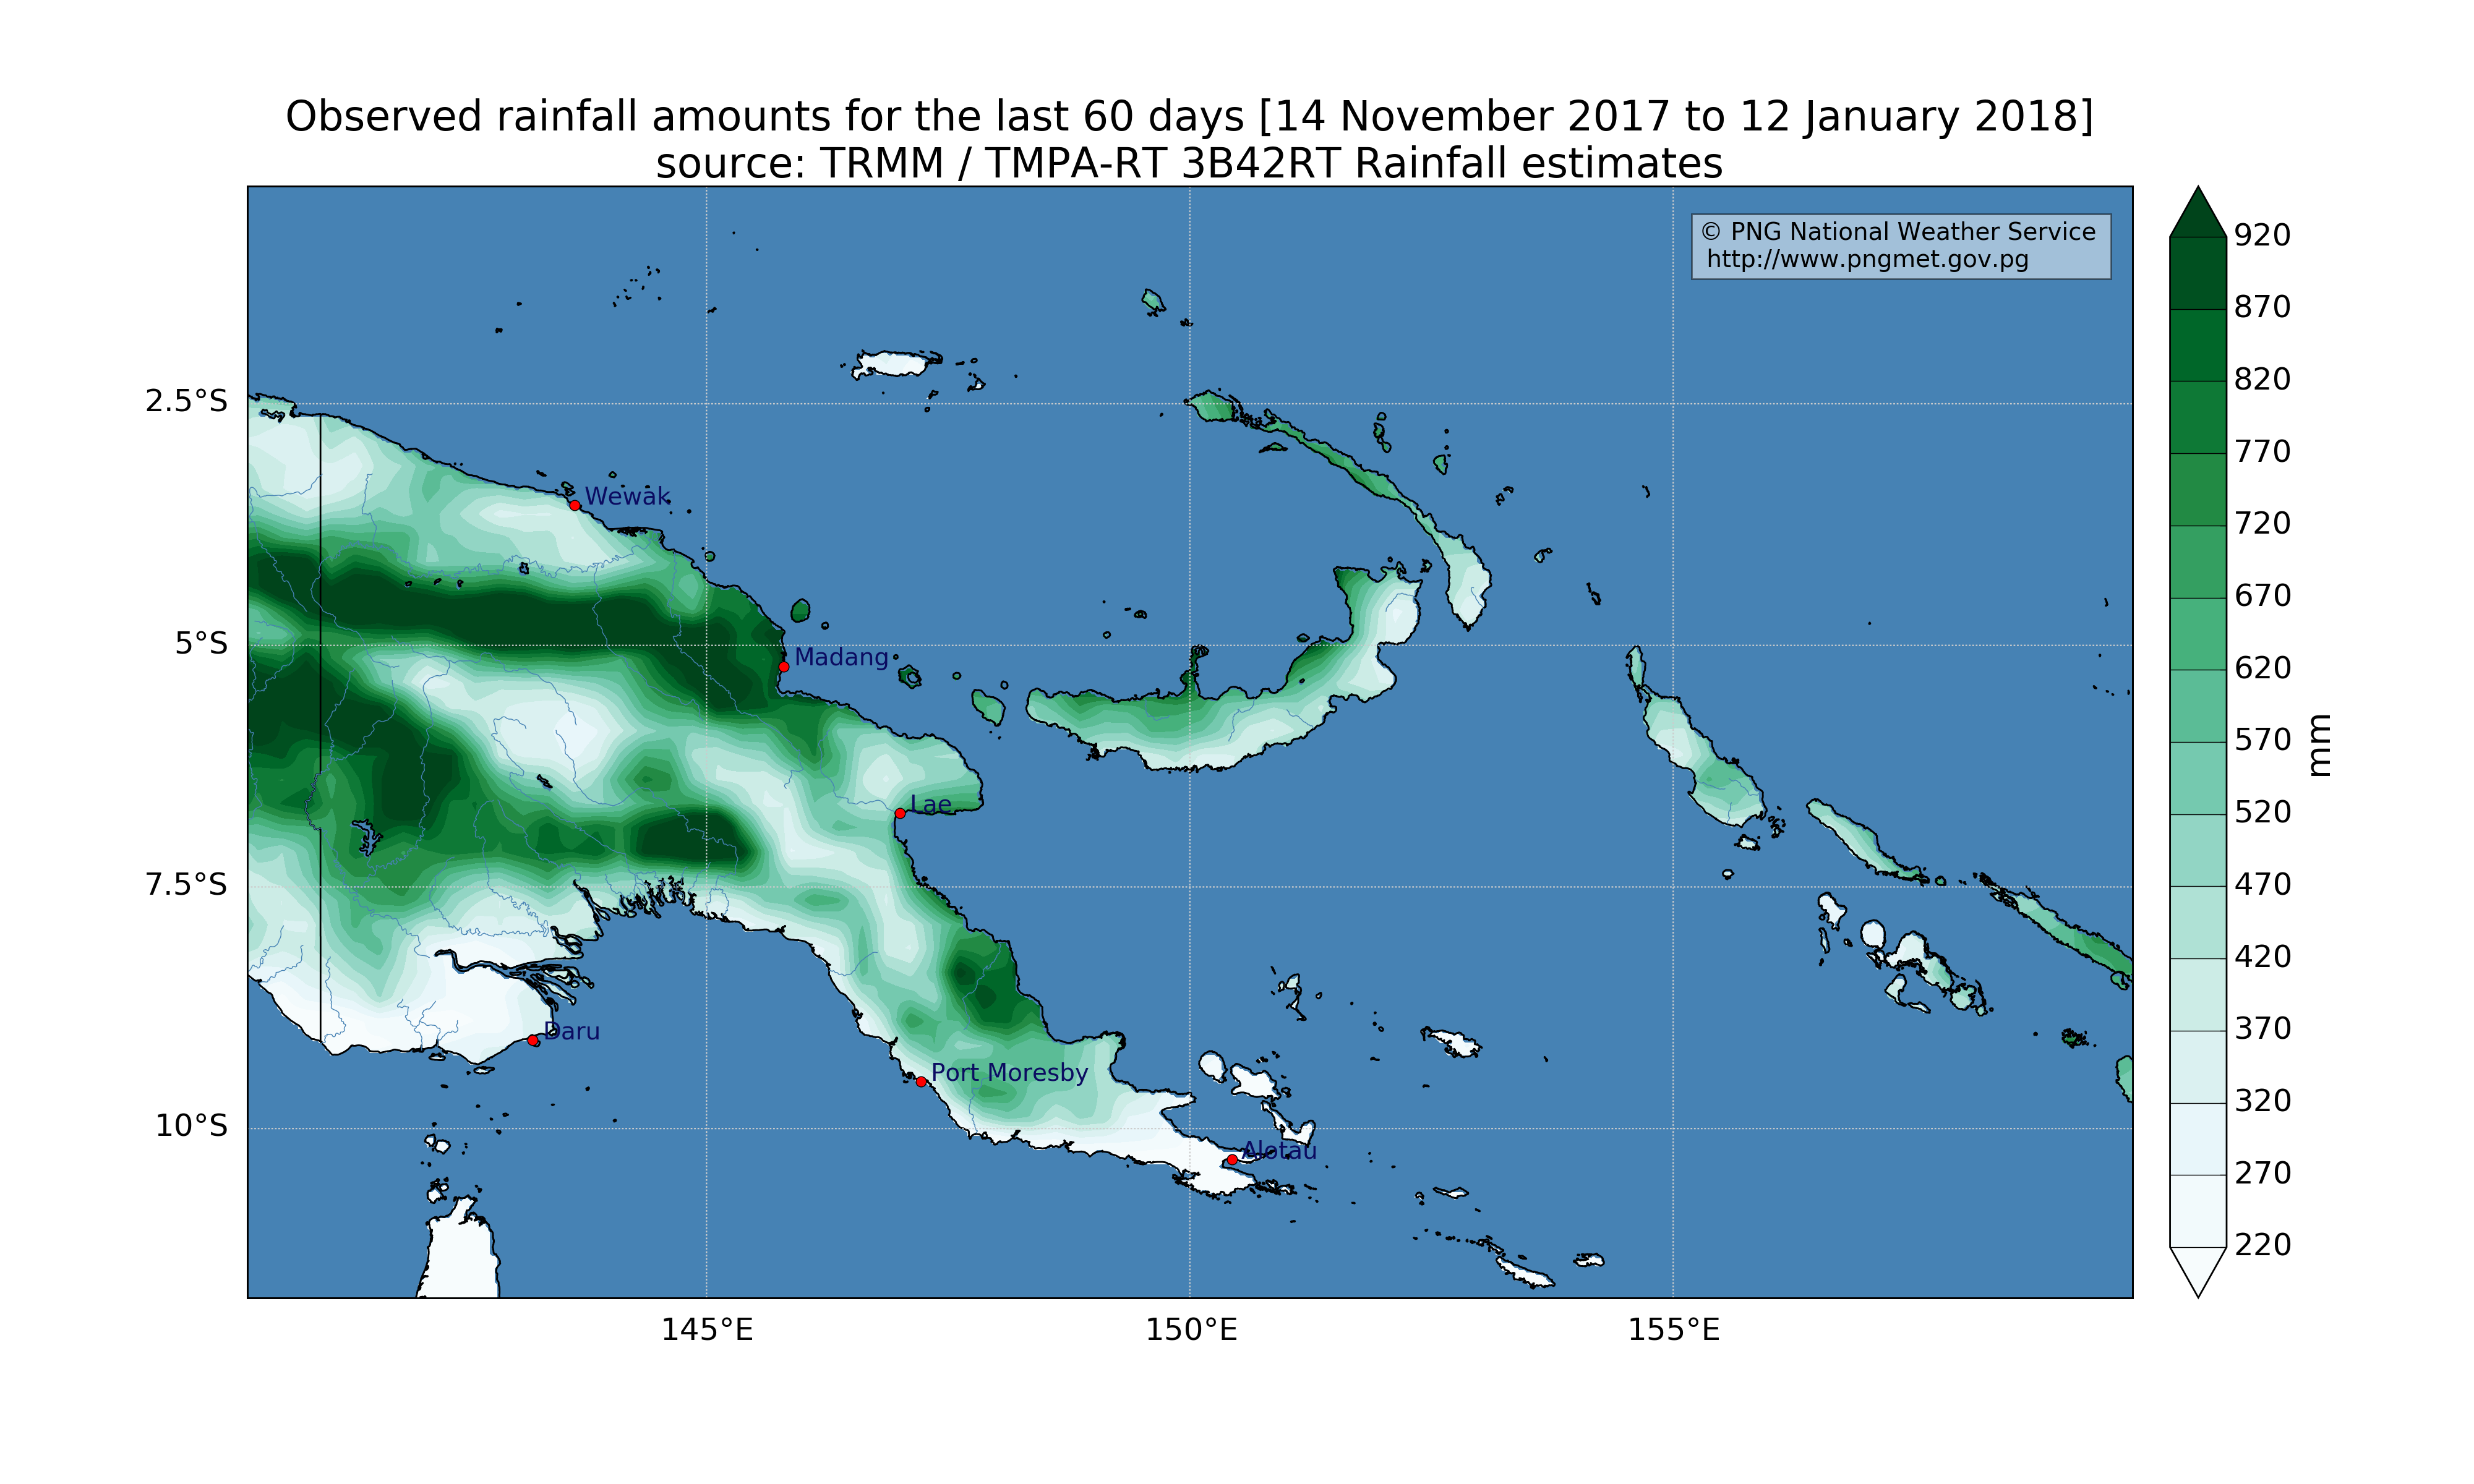 Observed rainfall amounts for the last 60 days [14 November 2017 to 12 January 2018]
source: TRMM / TMPA-RT 3B42RT Rainfall estimates
© PNG National Weather Service
http://www.pngmet.gov.pg
2.5°S
5°S
7.5°S
10°S
Wewak
Madang
Lae
Daru
Port Moresby
Alotau
145°E
150°E
155°E
920
870
820
770
720
670
620
570
520
470
420
370
320
270
220
mm